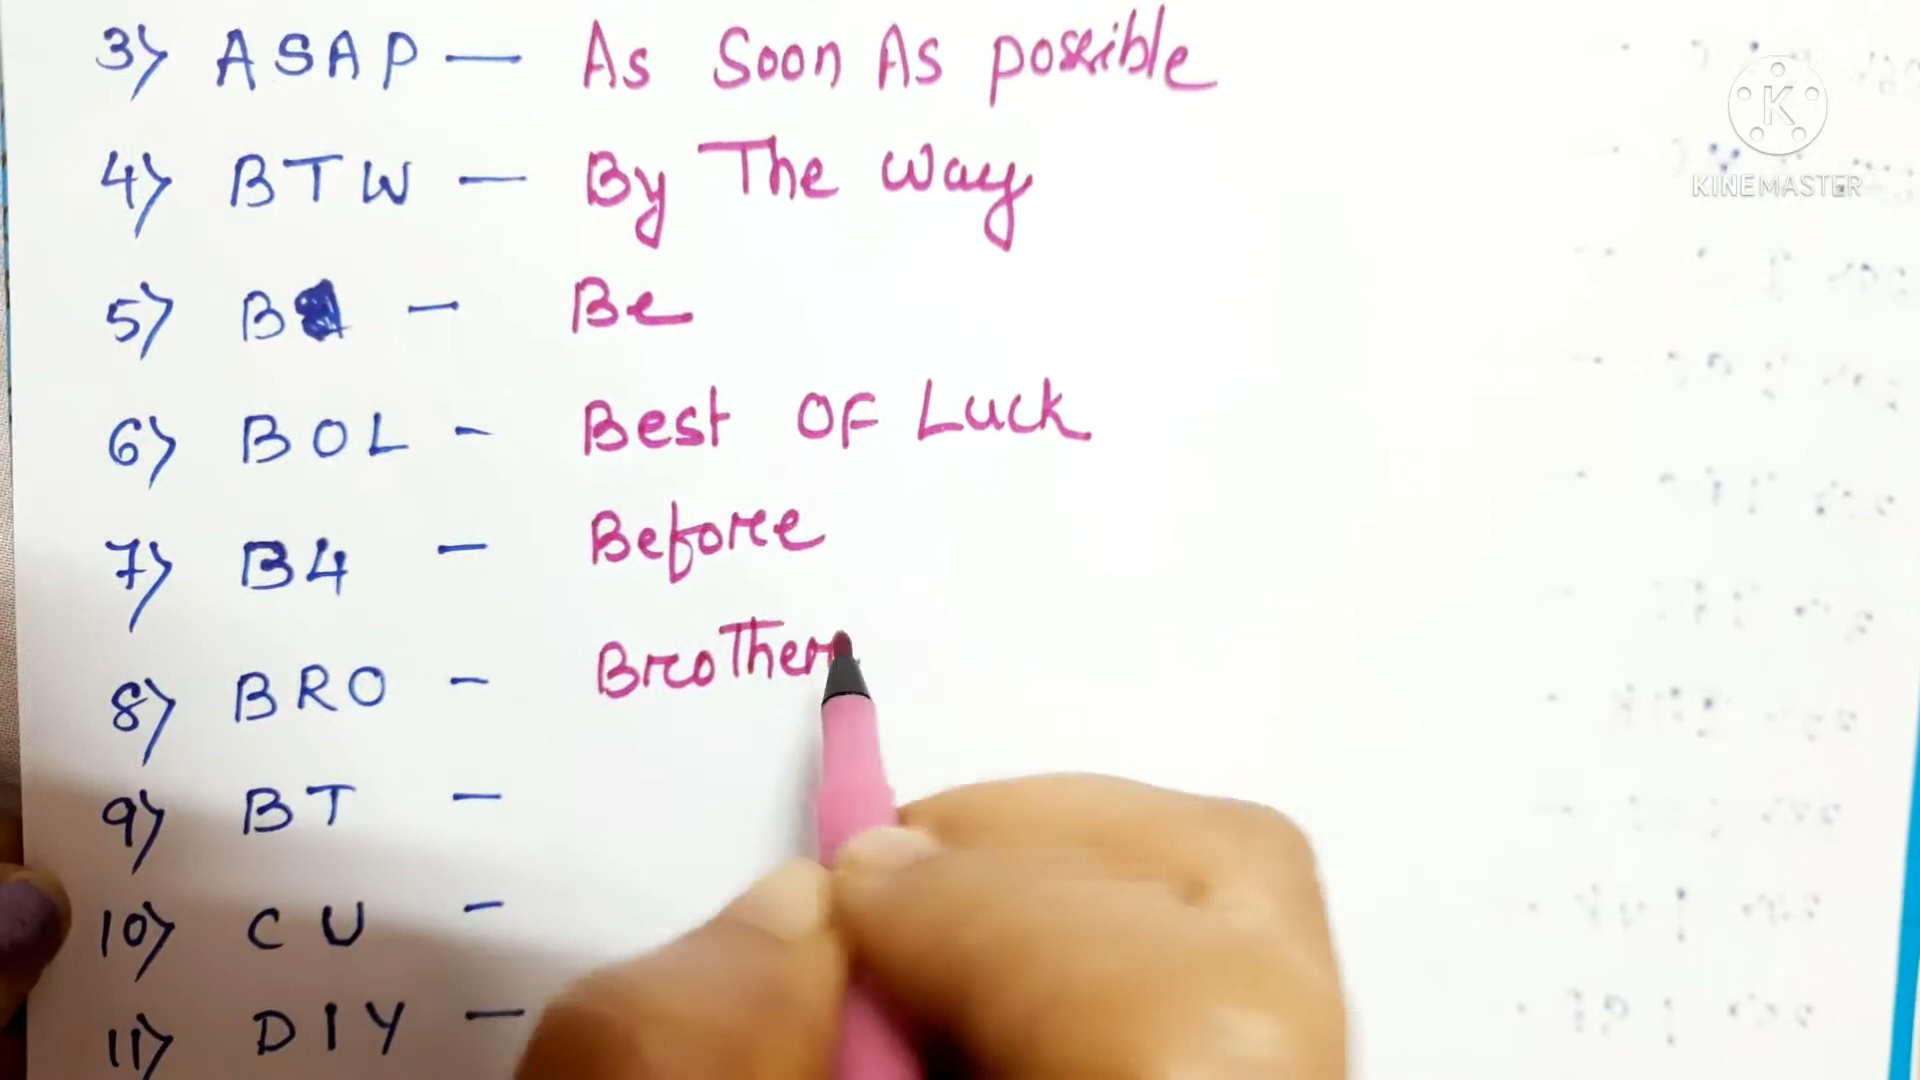 3) ASAP — As Soon As possible
4) BTW — By The Way
5) B — Be
6) BOL - Best OF Luck
7) B4 - Before
8) BRO - Brother
9) BT -
10) CU -
11) DIY -
KINEMASTER